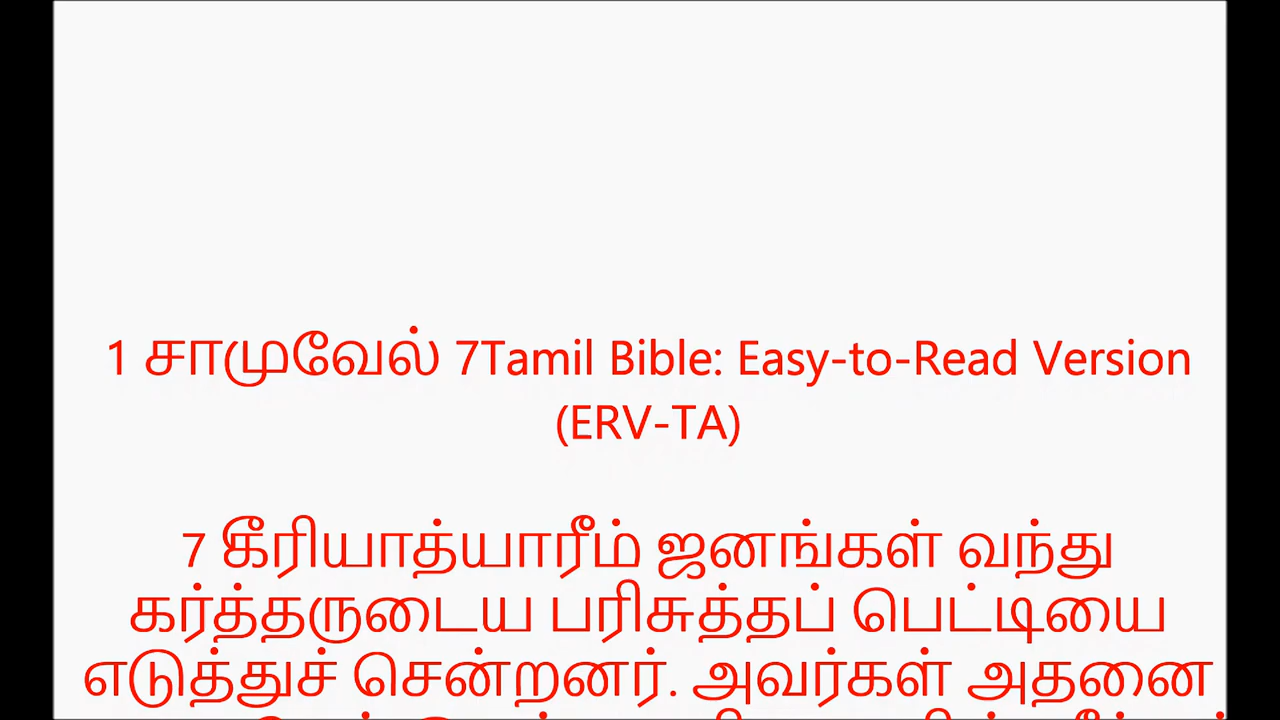 1 சாமுவேல் 7Tamil Bible: Easy-to-Read Version
(ERV-TA)
7 கீரியாத்யாரீம் ஜனங்கள் வந்து
கர்த்தருடைய பரிசுத்தப் பெட்டியை
எடுத்துச் சென்றனர். அவர்கள் அதனை